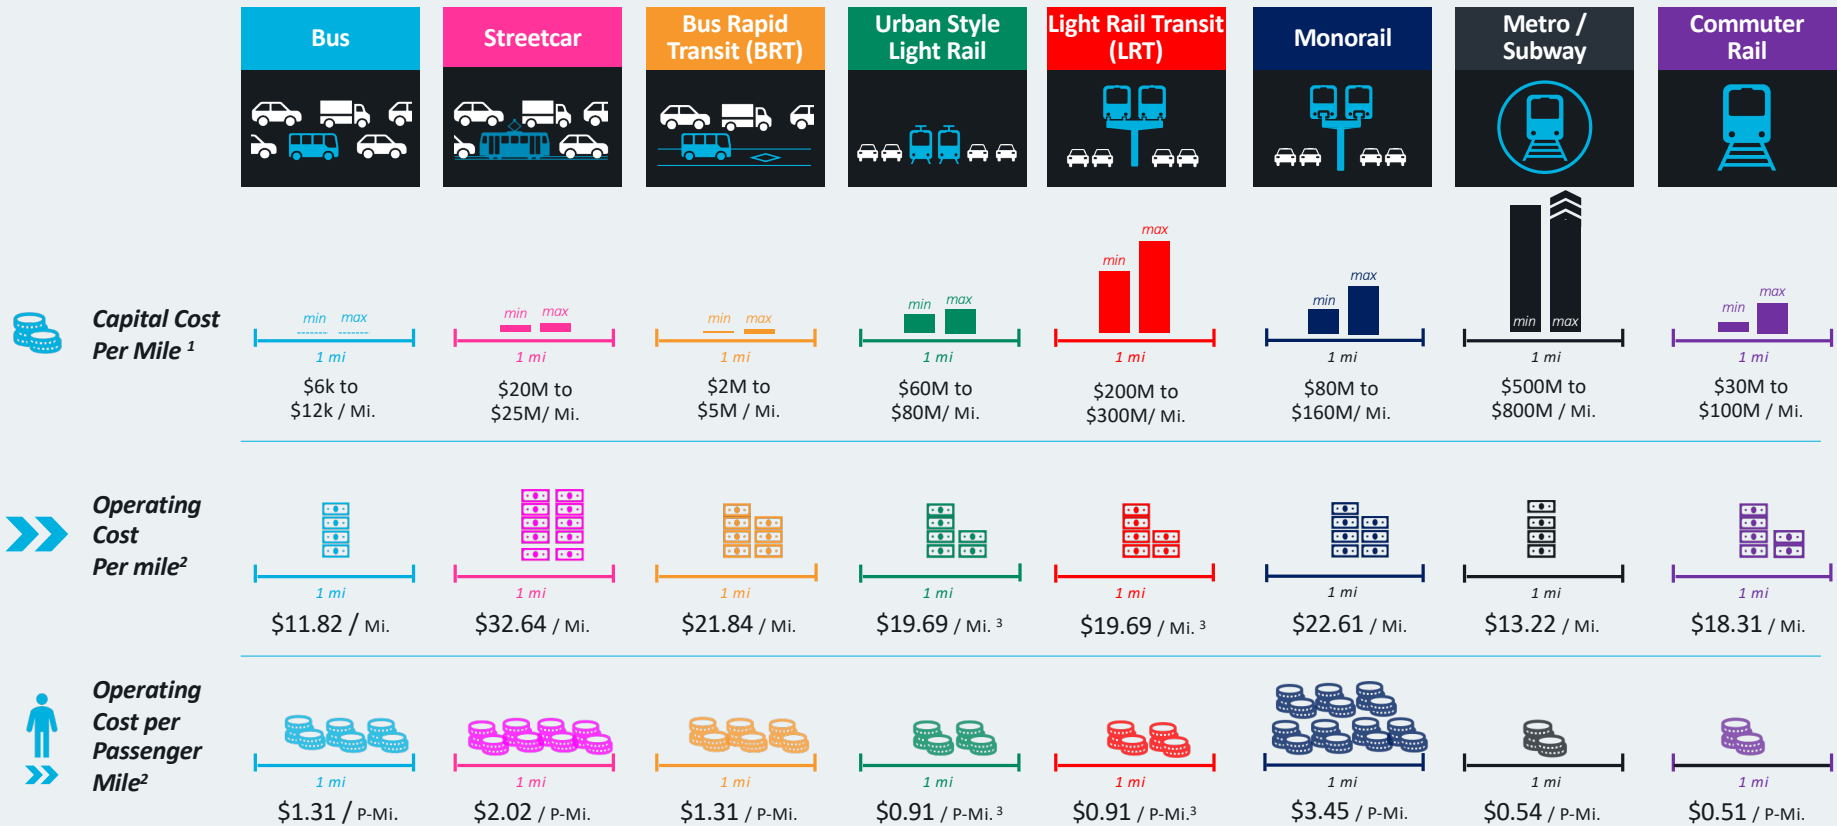 Bus
Streetcar
Bus Rapid
Transit (BRT)
Urban Style
Light Rail
Light Rail Transit
(LRT)
Monorail
Metro /
Subway
Commuter
Rail
Capital Cost
Per Mile 1
min max
1 mi
$6k to
$12k / Mi.
min max
1 mi
$20M to
$25M/ Mi.
min max
1 mi
$2M to
$5M / Mi.
min max
1 mi
$60M to
$80M/ Mi.
min max
1 mi
$200M to
$300M/ Mi.
min max
1 mi
$80M to
$160M/ Mi.
min max
1 mi
$500M to
$800M / Mi.
min max
1 mi
$30M to
$100M / Mi.
Operating
Cost
Per mile2
1 mi
$11.82 / Mi.
1 mi
$32.64 / Mi.
1 mi
$21.84 / Mi.
1 mi
$19.69 / Mi. 3
1 mi
$19.69 / Mi. 3
1 mi
$22.61 / Mi.
1 mi
$13.22 / Mi.
1 mi
$18.31 / Mi.
Operating
Cost per
Passenger
Mile2
1 mi
$1.31 / P-Mi.
1 mi
$2.02 / P-Mi.
1 mi
$1.31 / P-Mi.
1 mi
$0.91 / P-Mi. 3
1 mi
$0.91 / P-Mi.3
1 mi
$3.45 / P-Mi.
1 mi
$0.54 / P-Mi.
1 mi
$0.51 / P-Mi.